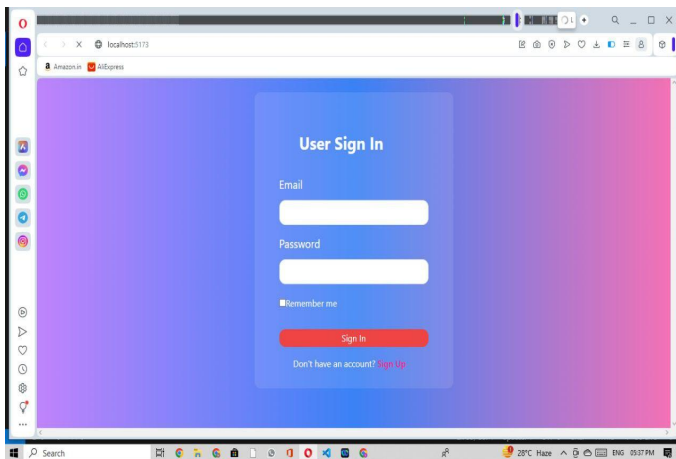 localhost:5173
Amazon.in AliExpress
User Sign In
Email
Password
Remember me
Sign In
Don't have an account? Sign Up
Search
28°C Haze ENG 05:37 PM